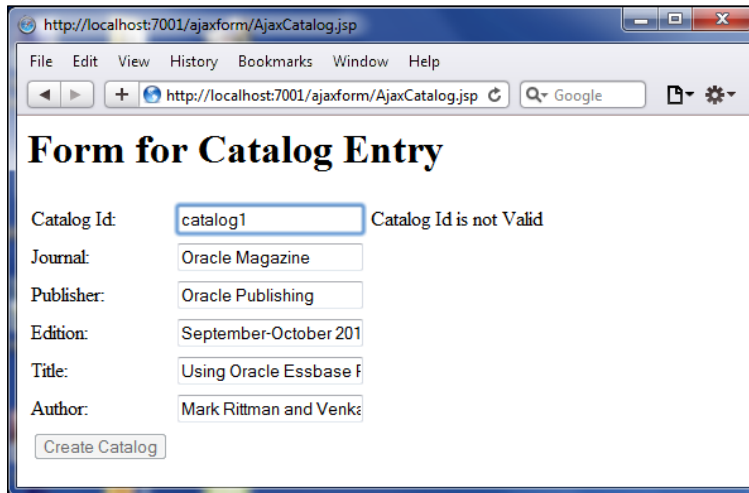 http://localhost:7001/ajaxform/AjaxCatalog.jsp
File Edit View History Bookmarks Window Help
http://localhost:7001/ajaxform/AjaxCatalog.jsp Google
Form for Catalog Entry
Catalog Id: catalog1 Catalog Id is not Valid
Journal: Oracle Magazine
Publisher: Oracle Publishing
Edition: September-October 201
Title: Using Oracle Essbase
Author: Mark Rittman and Venka
Create Catalog